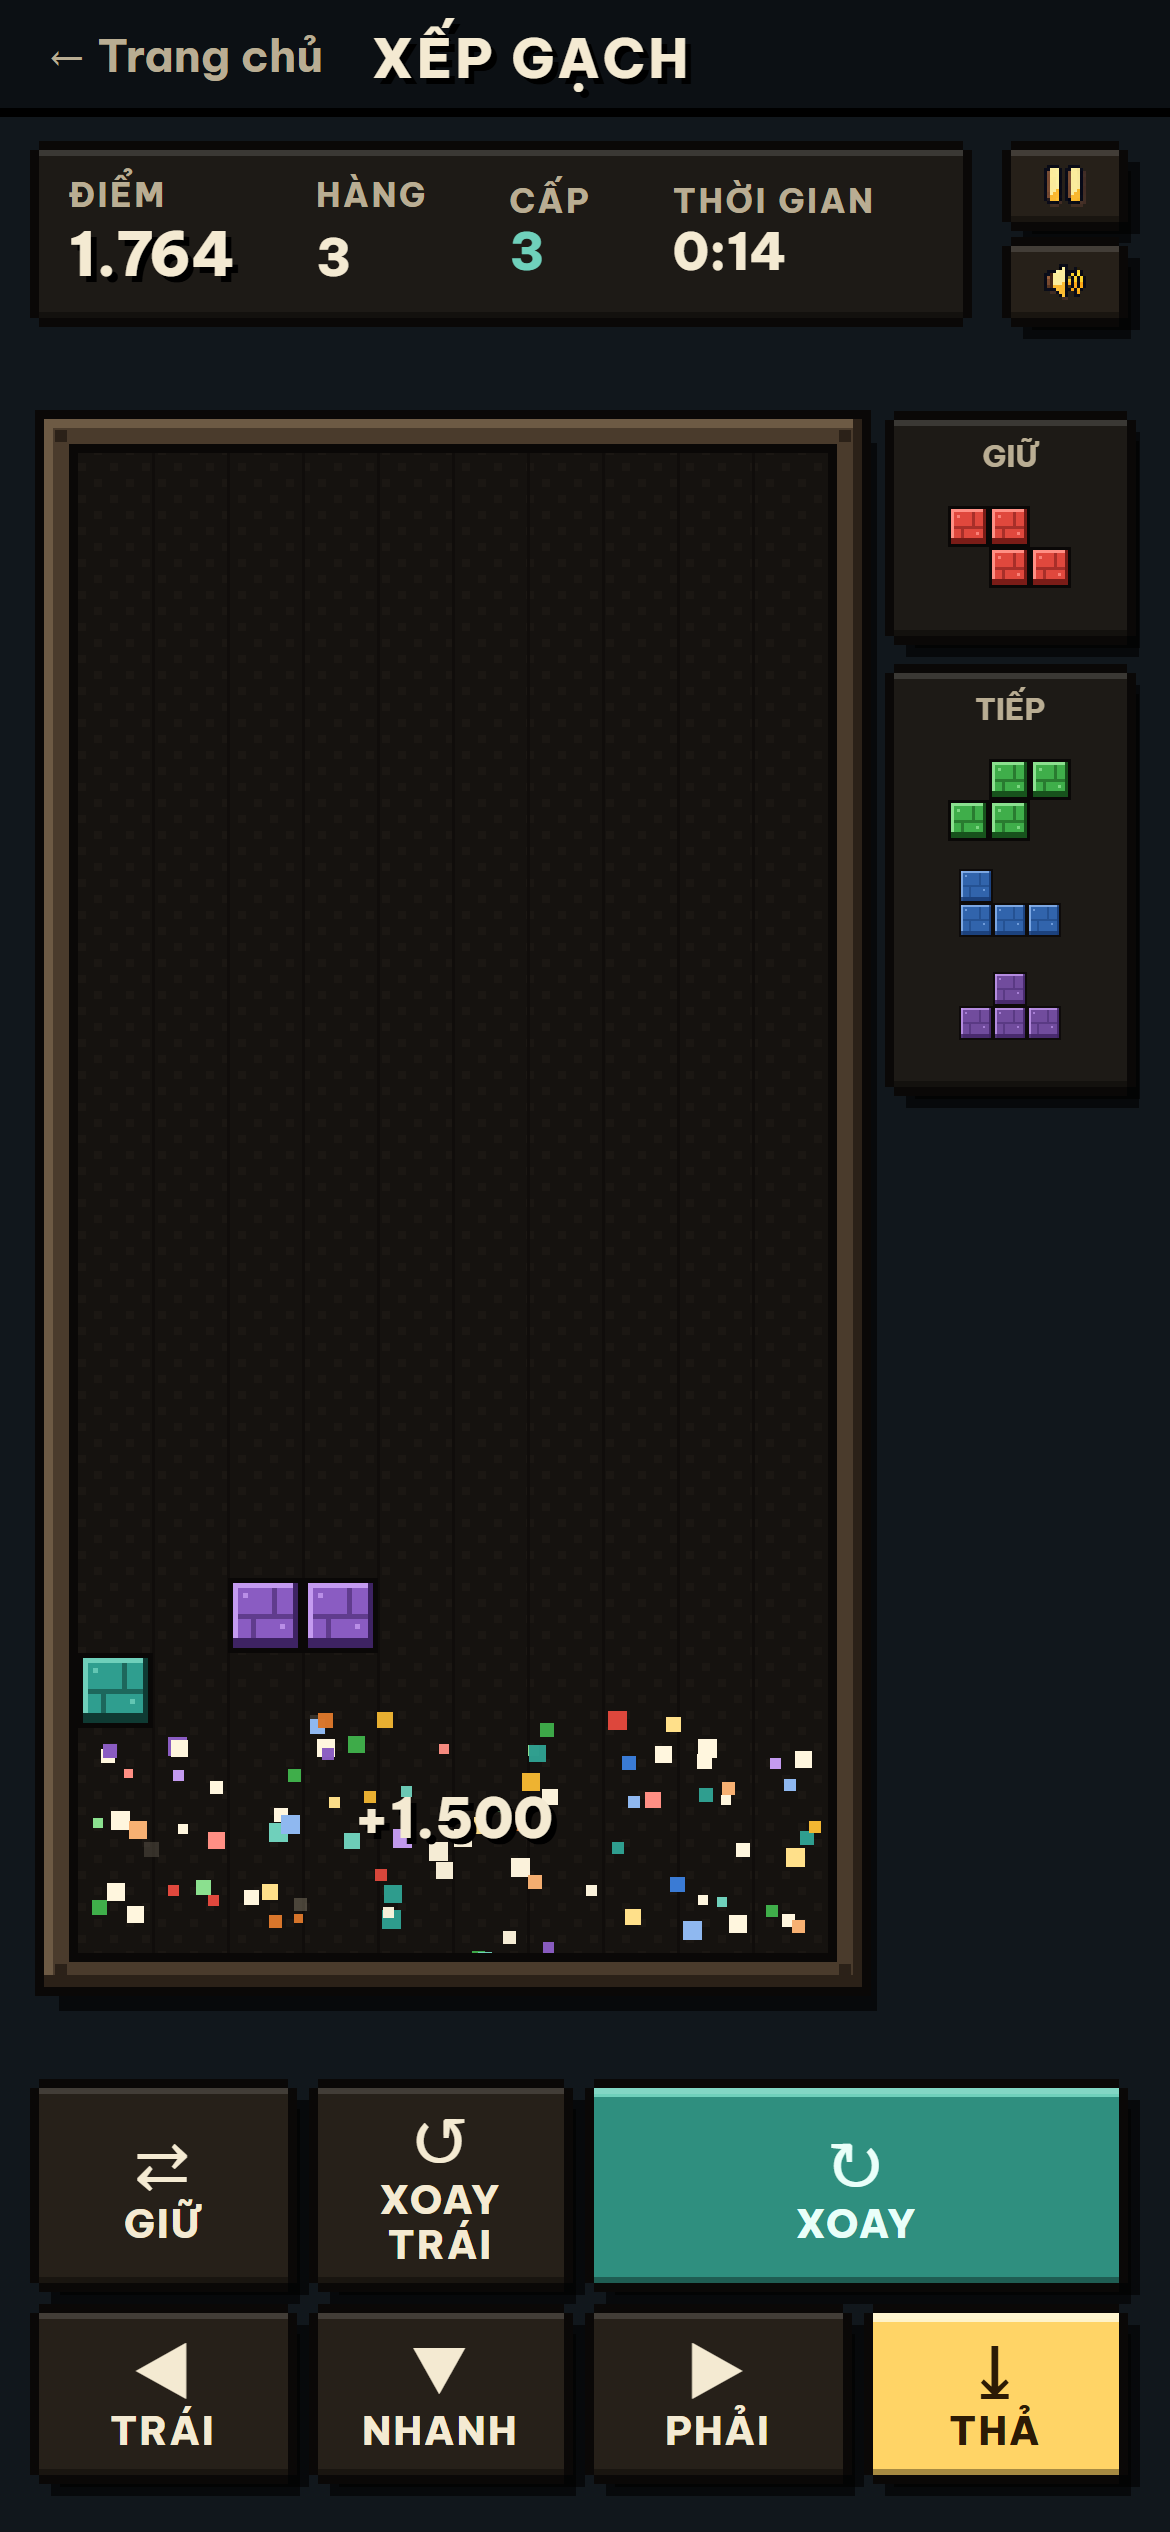 ← Trang chủ
XẾP GẠCH
ĐIỂM
1.764
HÀNG
3
CẤP
3
THỜI GIAN
0:14
GIỮ
TIẾP
+1.500
GIỮ
XOAY
TRÁI
XOAY
TRÁI
NHANH
PHẢI
THẢ